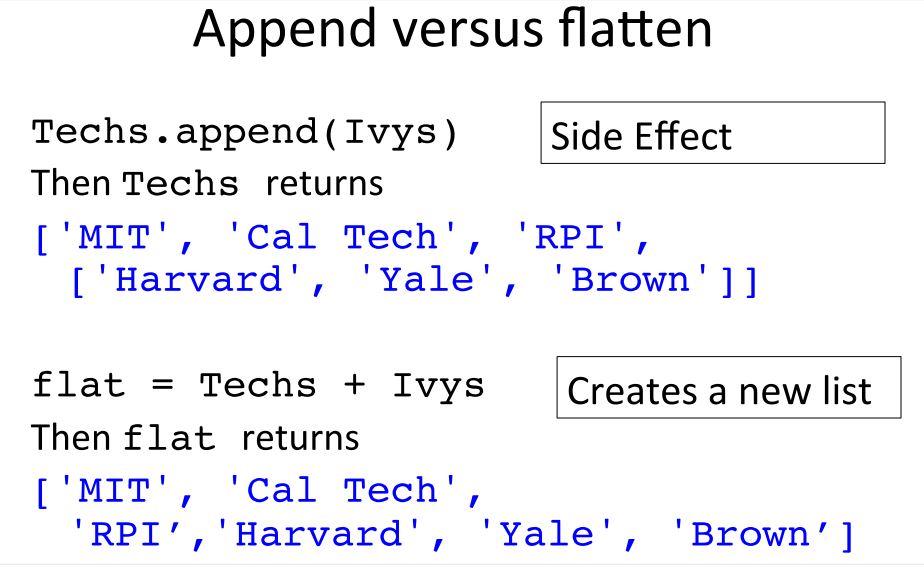 Append versus flatten
Techs.append(Ivys)
Side Effect
Then Techs returns
['MIT', 'Cal Tech', 'RPI',
['Harvard', 'Yale', 'Brown']]
flat = Techs + Ivys
Creates a new list
Then flat returns
['MIT', 'Cal Tech',
'RPI’,'Harvard', 'Yale', 'Brown’]